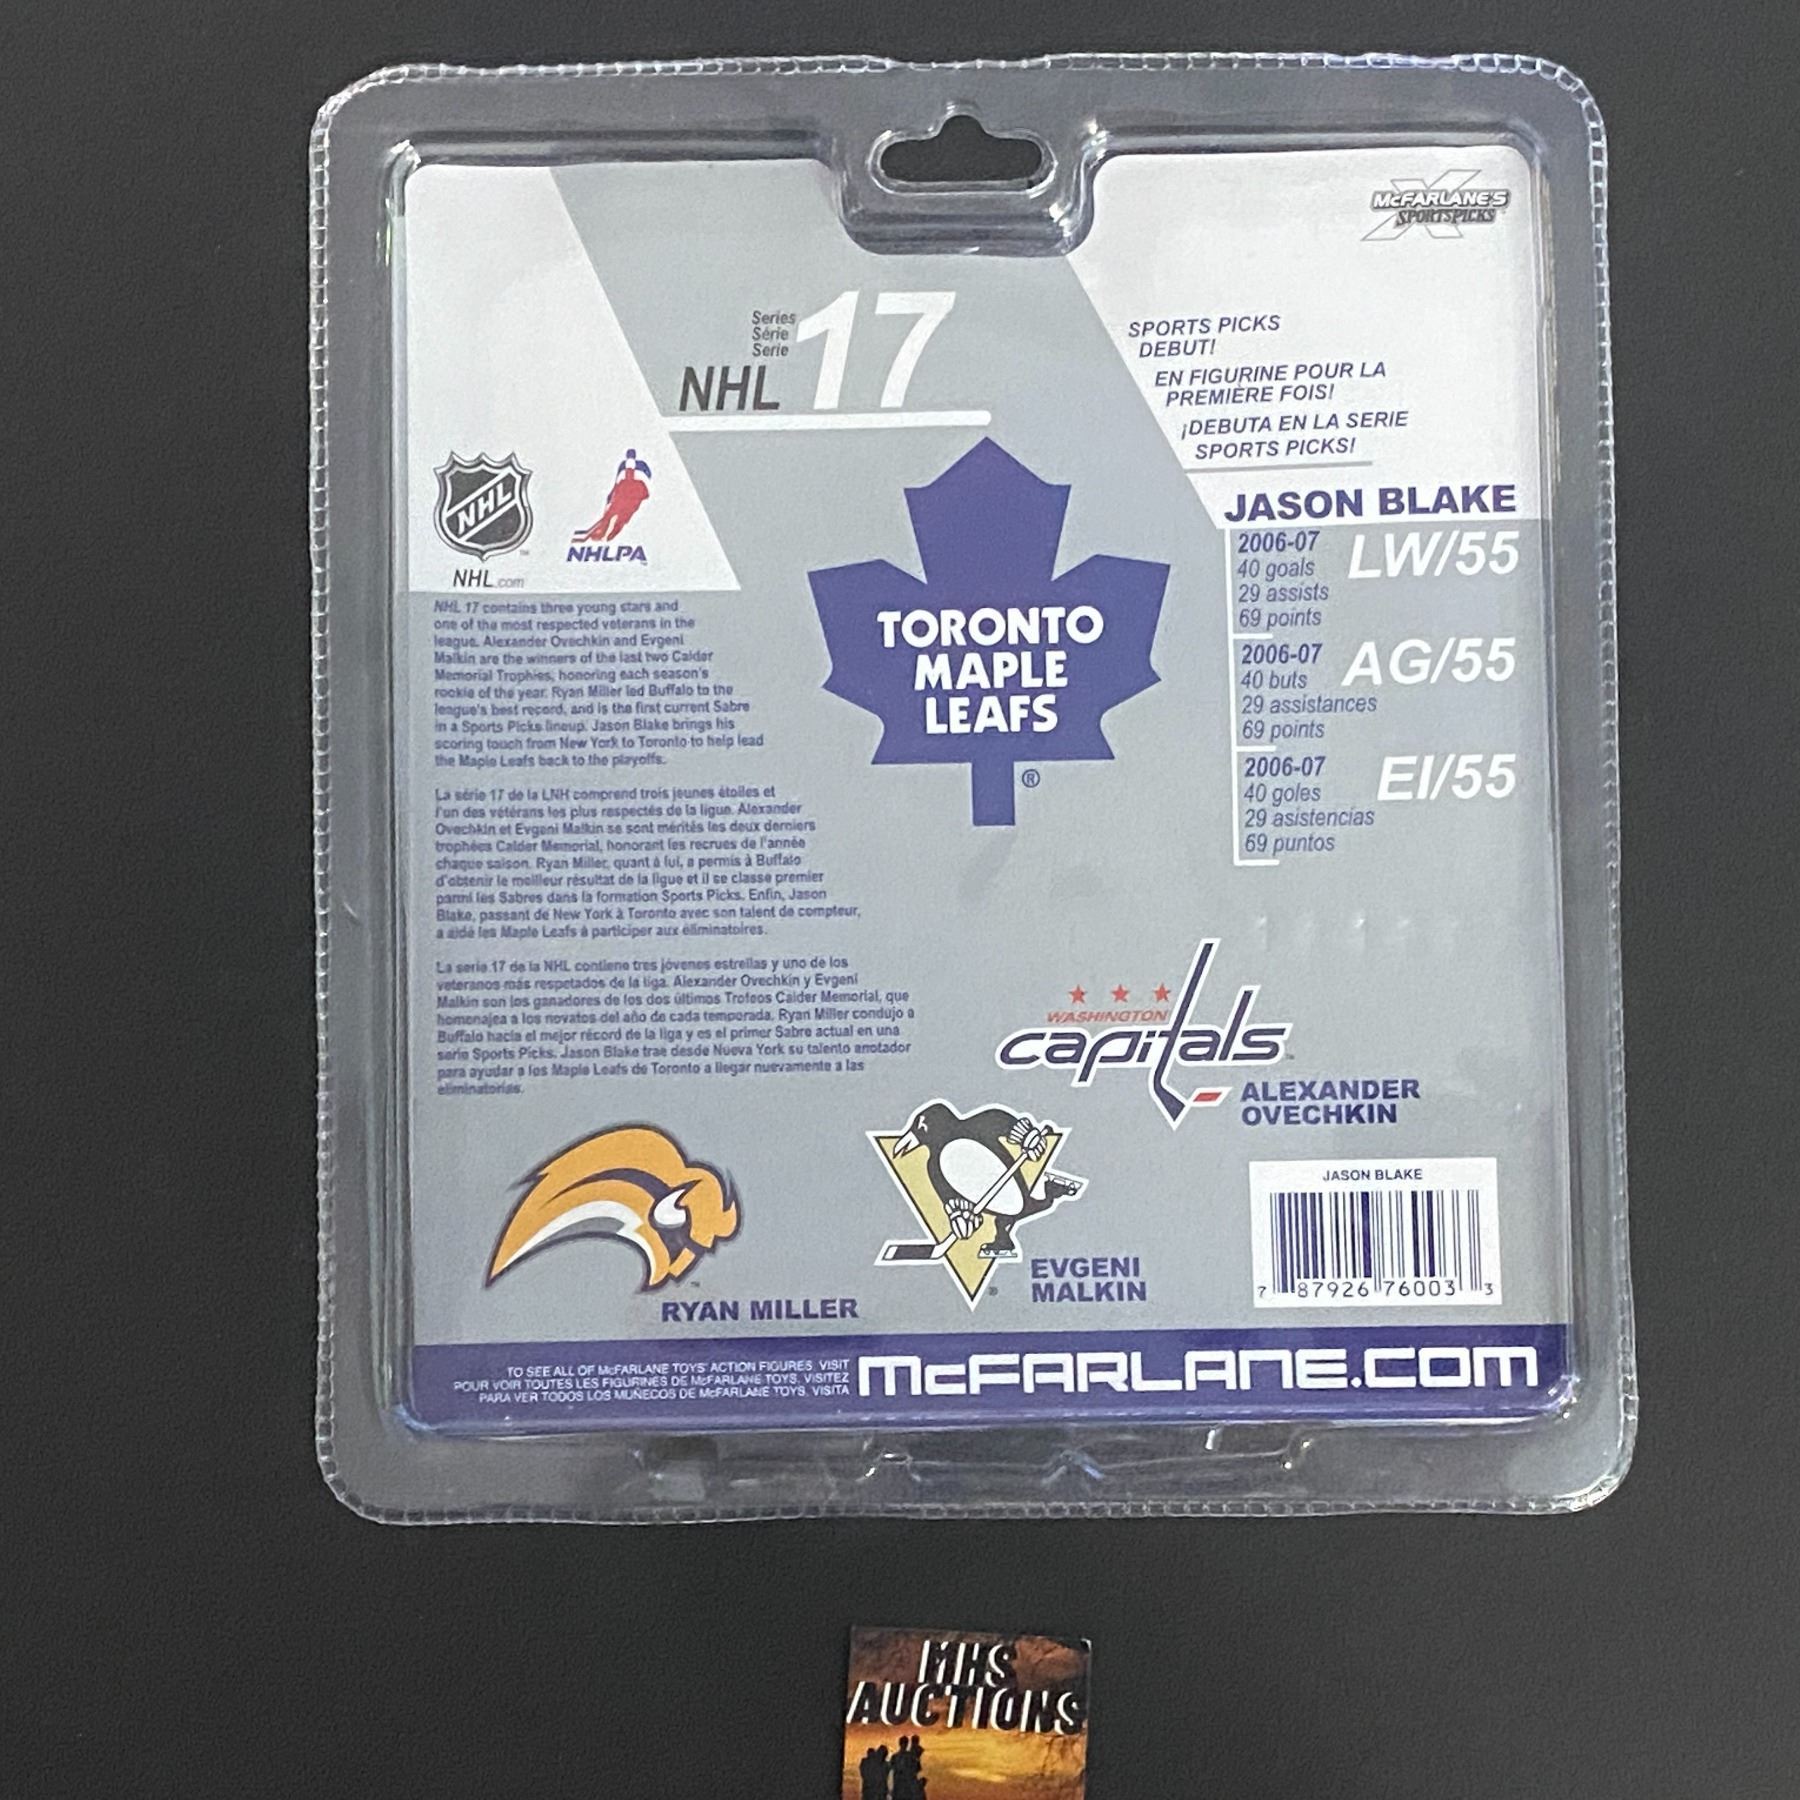 McFARLANE'S
SPORTSPICKS
Series
Série
Serie
NHL 17
SPORTS PICKS
DEBUT!
EN FIGURINE POUR LA
PREMIÈRE FOIS!
¡DEBUTA EN LA SERIE
SPORTS PICKS!
NHL
NHL.com
NHLPA
JASON BLAKE
2006-07 LW/55
40 goals
29 assists
69 points
2006-07 AG/55
40 buts
29 assistances
69 points
2006-07 EI/55
40 goles
29 asistencias
69 puntos
TORONTO
MAPLE
LEAFS
®
NHL 17 contains three young stars and
one of the most respected veterans in the
league. Alexander Ovechkin and Evgeni
Malkin are the winners of the last two Calder
Memorial Trophies, honoring each season's
rookie of the year. Ryan Miller led Buffalo to the
league's best record, and is the first current Sabre
in a Sports Picks lineup. Jason Blake brings his
scoring touch from New York to Toronto to help lead
the Maple Leafs back to the playoffs.
La série 17 de la LNH comprend trois jeunes étoiles et
l'un des vétérans les plus respectés de la ligue. Alexander
Ovechkin et Evgeni Malkin se sont mérités les deux derniers
trophées Calder Memorial, honorant les recrues de l'année
chaque saison. Ryan Miller, quant à lui, a permis à Buffalo
d'obtenir le meilleur résultat de la ligue et il se classe premier
parmi les Sabres dans la formation Sports Picks. Enfin, Jason
Blake, passant de New York à Toronto avec son talent de compteur,
a aidé les Maple Leafs à participer aux éliminatoires.
La serie 17 de la NHL contiene tres jóvenes estrellas y uno de los
veteranos más respetados de la liga. Alexander Ovechkin y Evgeni
Malkin son los ganadores de los dos últimos Trofeos Calder Memorial, que
homenajea a los novatos del año de cada temporada. Ryan Miller condujo a
Buffalo hacia el mejor récord de la liga y es el primer Sabre actual en una
serie Sports Picks. Jason Blake trae desde Nueva York su talento anotador
para ayudar a los Maple Leafs de Toronto a llegar nuevamente a las
eliminatorias.
WASHINGTON
capitals
ALEXANDER
OVECHKIN
RYAN MILLER
EVGENI
MALKIN
JASON BLAKE
7 87926 76003 3
TO SEE ALL OF McFARLANE TOYS' ACTION FIGURES, VISIT
POUR VOIR TOUTES LES FIGURINES DE McFARLANE TOYS, VISITEZ
PARA VER TODOS LOS MUÑECOS DE McFARLANE TOYS, VISITA
McFARLANE.COM
MHS
AUCTIONS